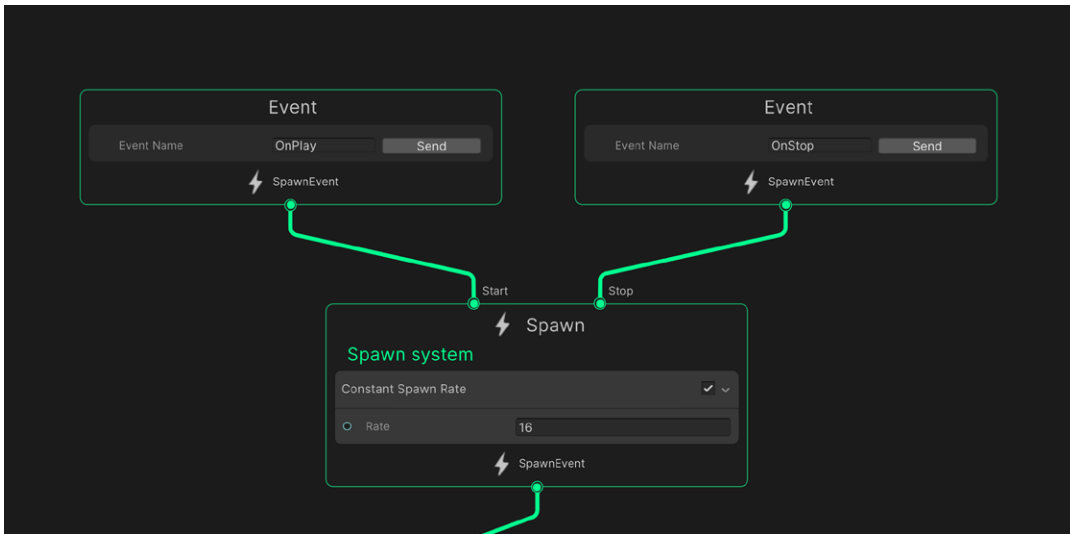 Event
Event Name OnPlay Send
SpawnEvent
Event
Event Name OnStop Send
SpawnEvent
Start
Stop
Spawn
Spawn system
Constant Spawn Rate
Rate 16
SpawnEvent